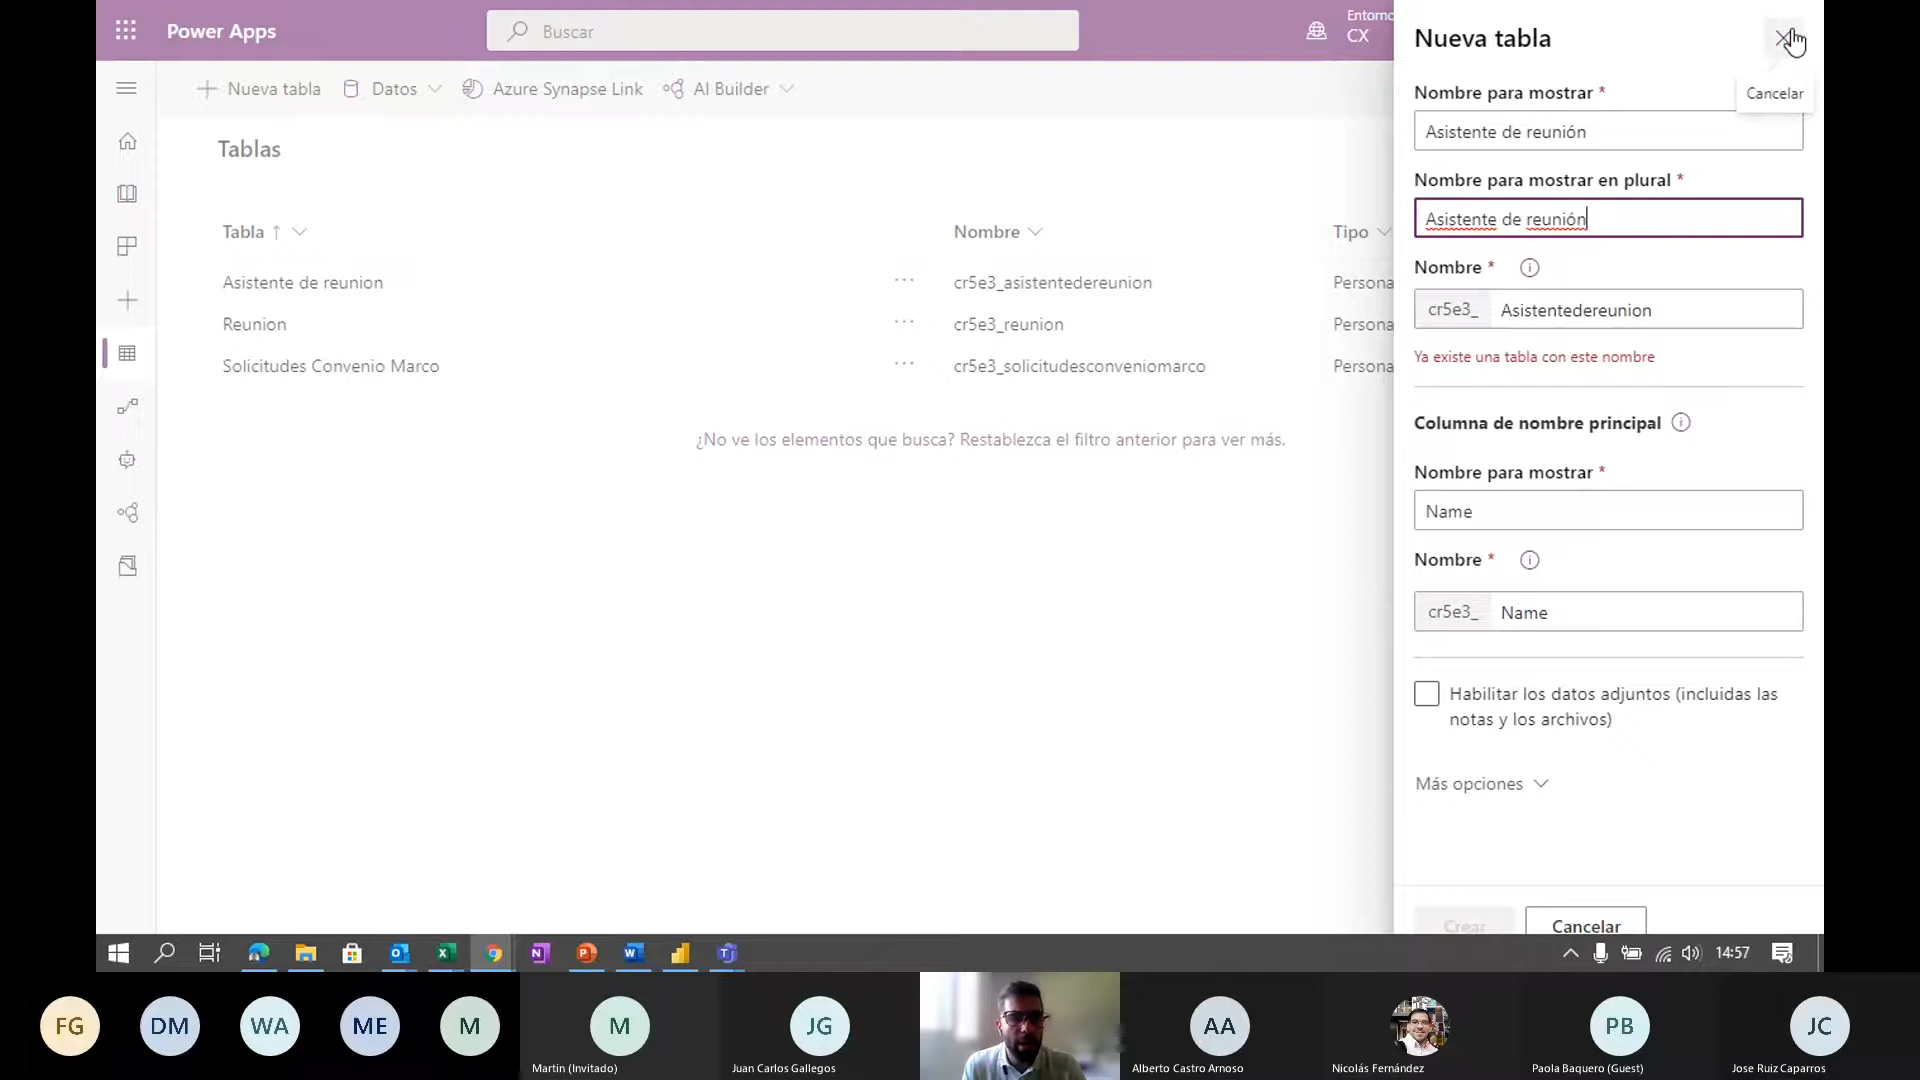 Power Apps
Buscar
Entorno
CX
Nueva tabla
Datos
Azure Synapse Link
AI Builder
Tablas
Tabla ↑
Nombre
Tipo
Asistente de reunion
···
cr5e3_asistentedereunion
Persona
Reunion
···
cr5e3_reunion
Persona
Solicitudes Convenio Marco
···
cr5e3_solicitudesconveniomarco
Persona
¿No ve los elementos que busca? Restablezca el filtro anterior para ver más.
Nueva tabla
Cancelar
Nombre para mostrar *
Asistente de reunión
Nombre para mostrar en plural *
Asistente de reunión
Nombre *
cr5e3_ Asistentedereunion
Ya existe una tabla con este nombre
Columna de nombre principal
Nombre para mostrar *
Name
Nombre *
cr5e3_ Name
Habilitar los datos adjuntos (incluidas las
notas y los archivos)
Más opciones
Crear
Cancelar
14:57
FG
DM
WA
ME
M
M
Martin (Invitado)
JG
Juan Carlos Gallegos
AA
Alberto Castro Arnoso
Nicolás Fernández
PB
Paola Baquero (Guest)
JC
Jose Ruiz Caparros